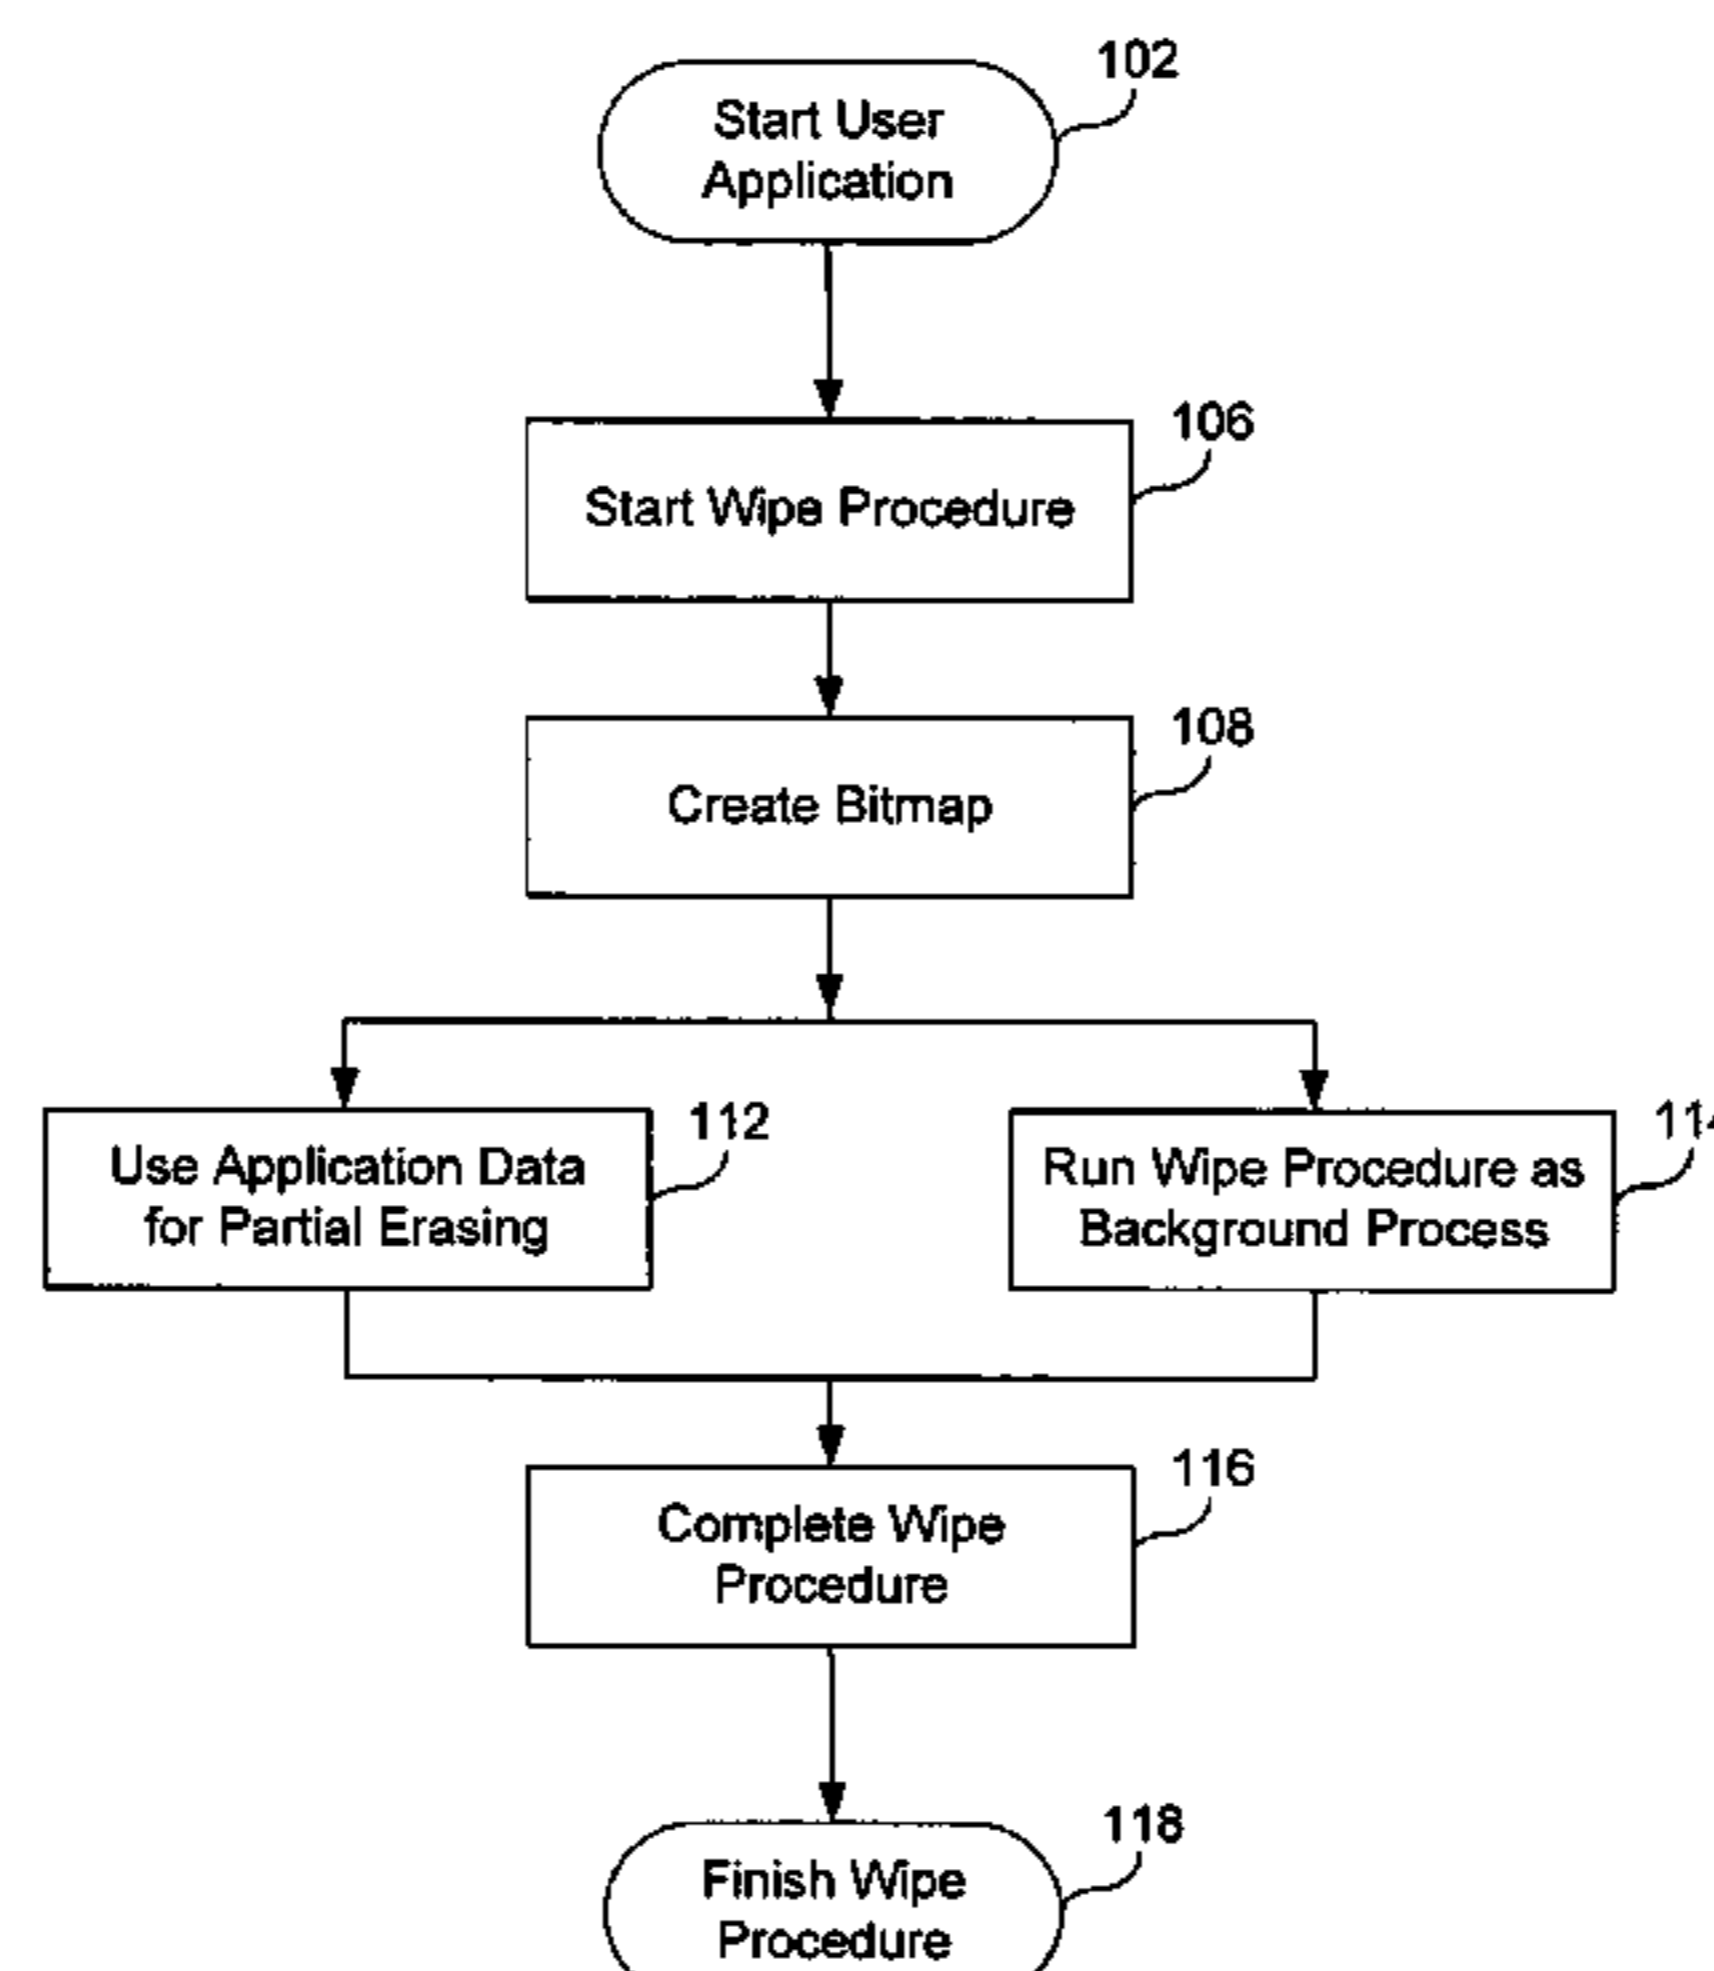 102
Start User
Application
106
Start Wipe Procedure
108
Create Bitmap
112
Use Application Data
for Partial Erasing
114
Run Wipe Procedure as
Background Process
116
Complete Wipe
Procedure
118
Finish Wipe
Procedure